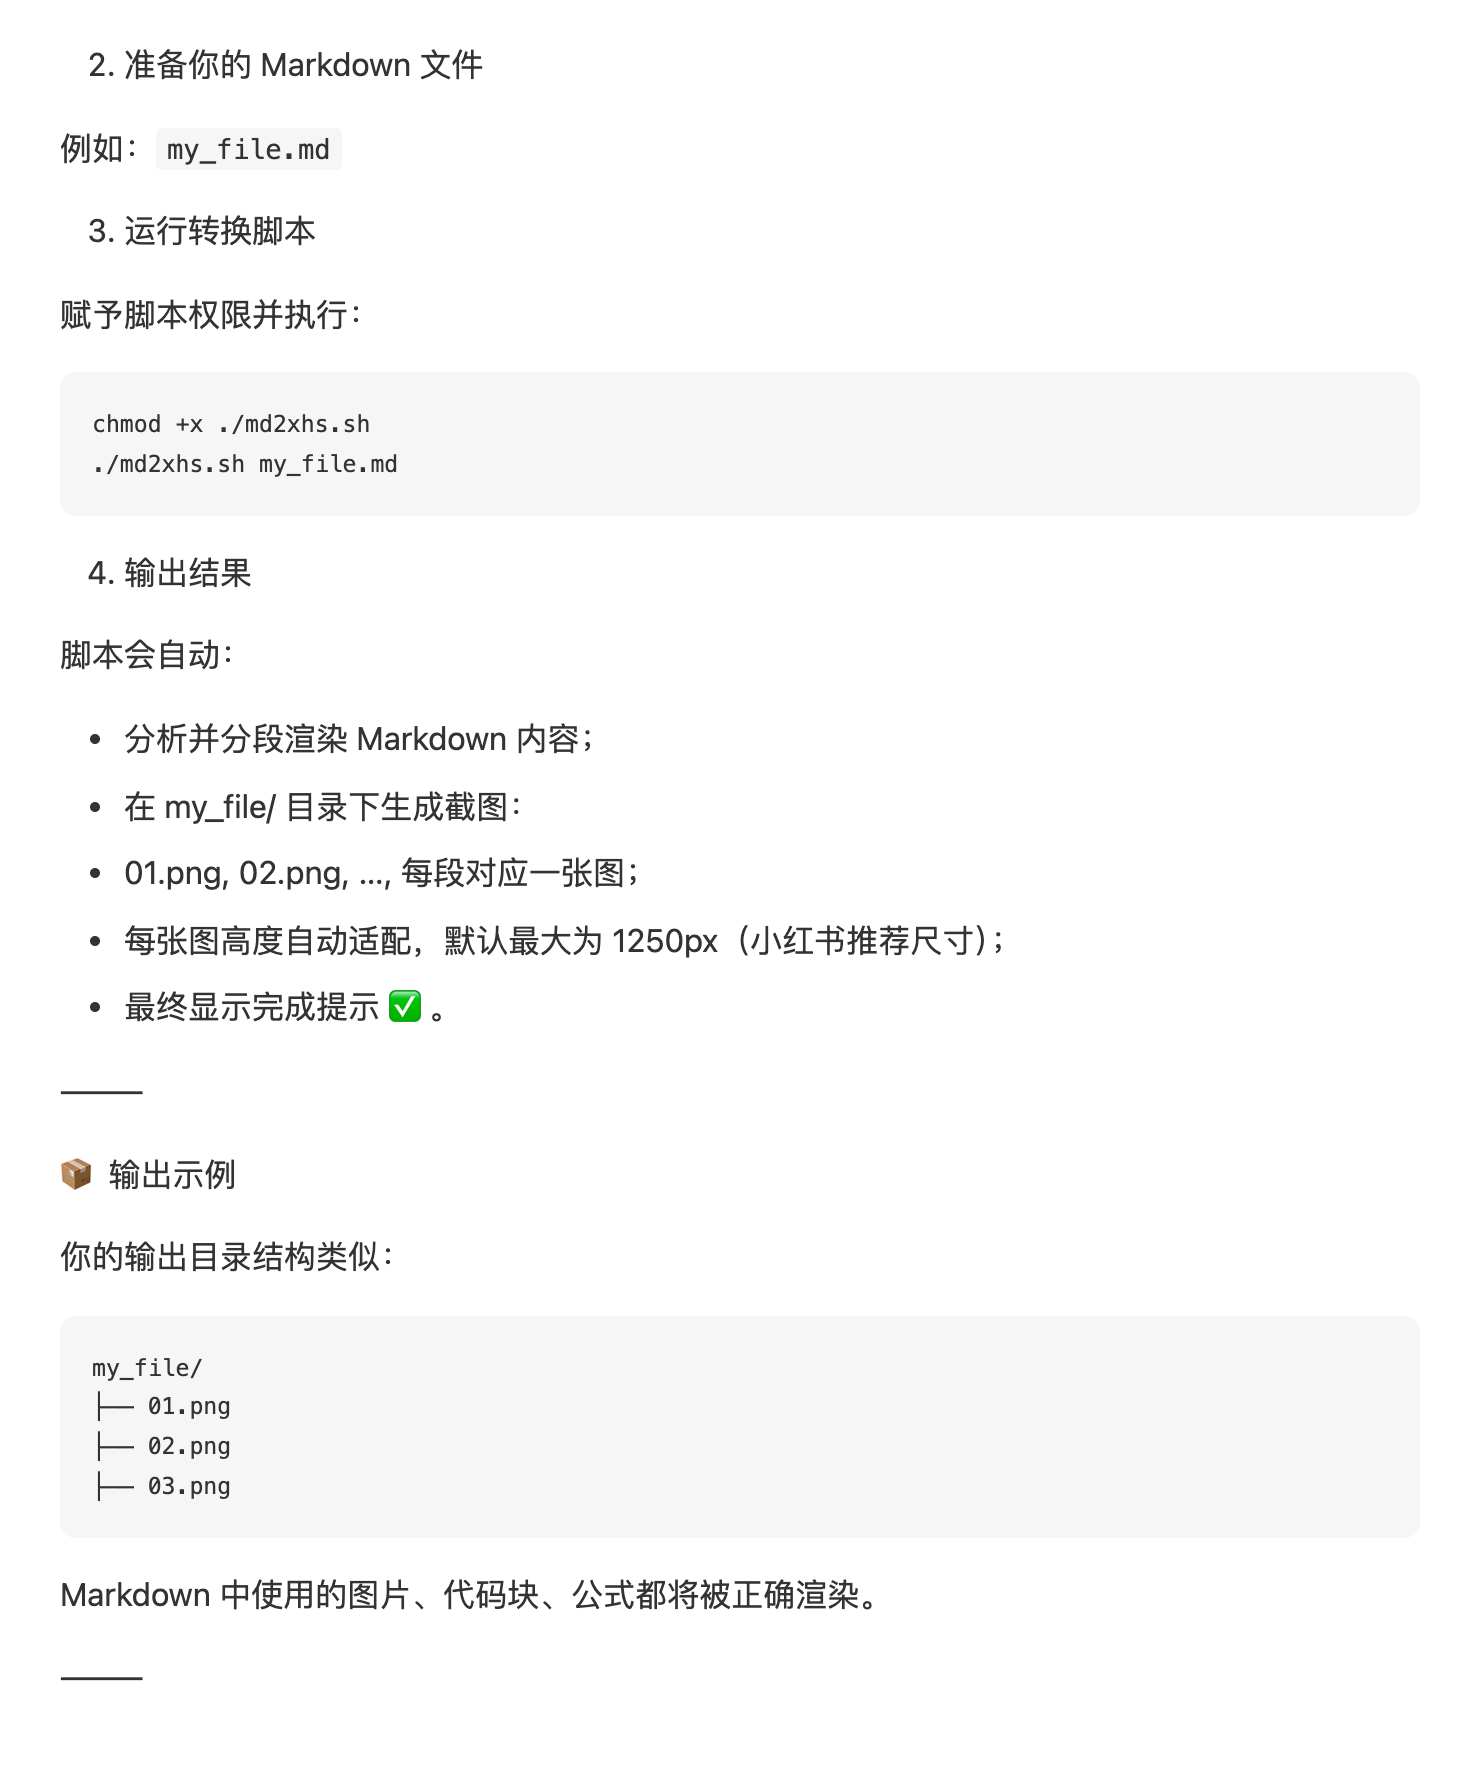 2. 准备你的 Markdown 文件
例如： my_file.md
3. 运行转换脚本
赋予脚本权限并执行：
chmod +x ./md2xhs.sh
./md2xhs.sh my_file.md
4. 输出结果
脚本会自动：
• 分析并分段渲染 Markdown 内容；
• 在 my_file/ 目录下生成截图：
• 01.png, 02.png, …, 每段对应一张图；
• 每张图高度自动适配，默认最大为 1250px（小红书推荐尺寸）；
• 最终显示完成提示 ✅ 。
⸻
📦 输出示例
你的输出目录结构类似：
my_file/
├── 01.png
├── 02.png
├── 03.png
Markdown 中使用的图片、代码块、公式都将被正确渲染。
⸻